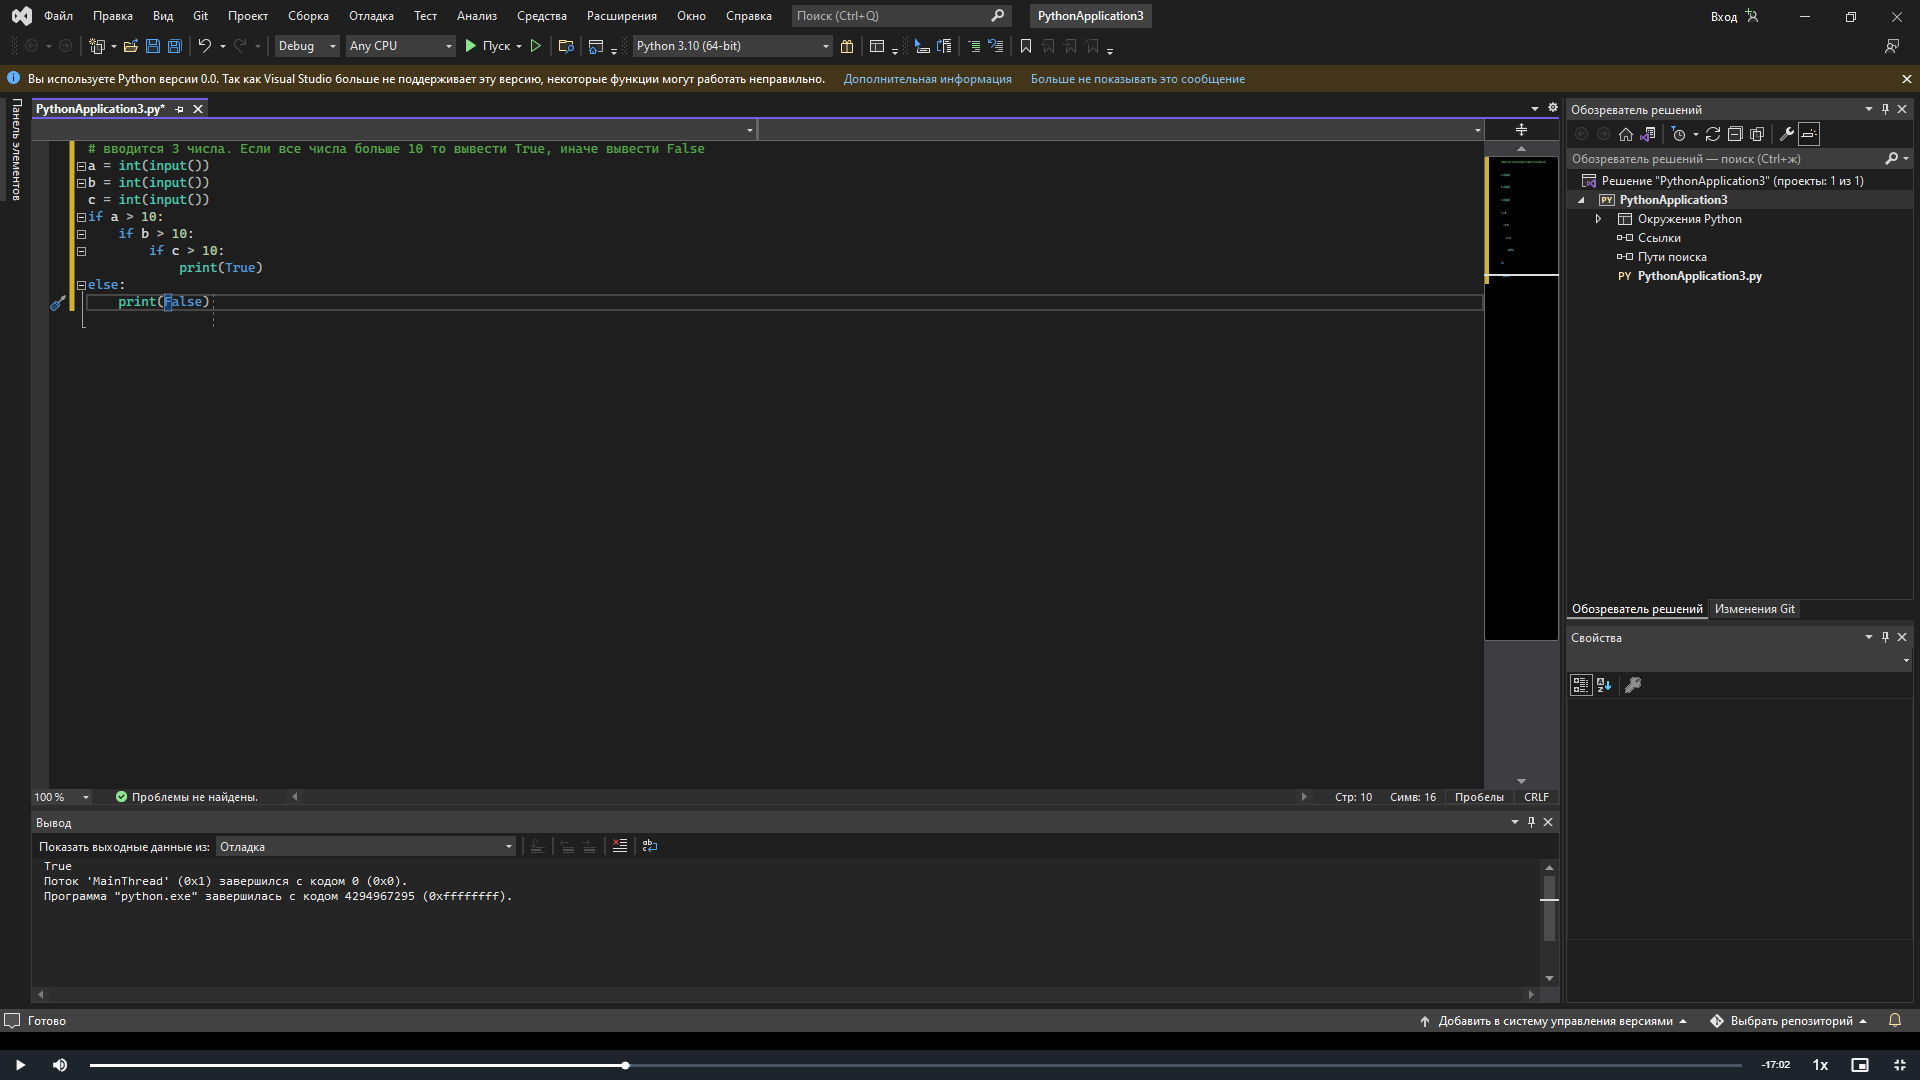 Файл Правка Вид Git Проект Сборка Отладка Тест Анализ Средства Расширения Окно Справка Поиск (Ctrl+Q) PythonApplication3 Вход
Debug Any CPU Пуск Python 3.10 (64-bit)
Вы используете Python версии 0.0. Так как Visual Studio больше не поддерживает эту версию, некоторые функции могут работать неправильно. Дополнительная информация Больше не показывать это сообщение
Панель элементов
PythonApplication3.py*
# вводится 3 числа. Если все числа больше 10 то вывести True, иначе вывести False
a = int(input())
b = int(input())
c = int(input())
if a > 10:
    if b > 10:
        if c > 10:
            print(True)
else:
    print(False)
100 % Проблемы не найдены. Стр: 10 Симв: 16 Пробелы CRLF
Вывод
Показать выходные данные из: Отладка
True
Поток 'MainThread' (0x1) завершился с кодом 0 (0x0).
Программа "python.exe" завершилась с кодом 4294967295 (0xffffffff).
Обозреватель решений
Обозреватель решений — поиск (Ctrl+ж)
Решение "PythonApplication3" (проекты: 1 из 1)
PY PythonApplication3
Окружения Python
Ссылки
Пути поиска
PY PythonApplication3.py
Обозреватель решений Изменения Git
Свойства
Готово Добавить в систему управления версиями Выбрать репозиторий
-17:02 1x